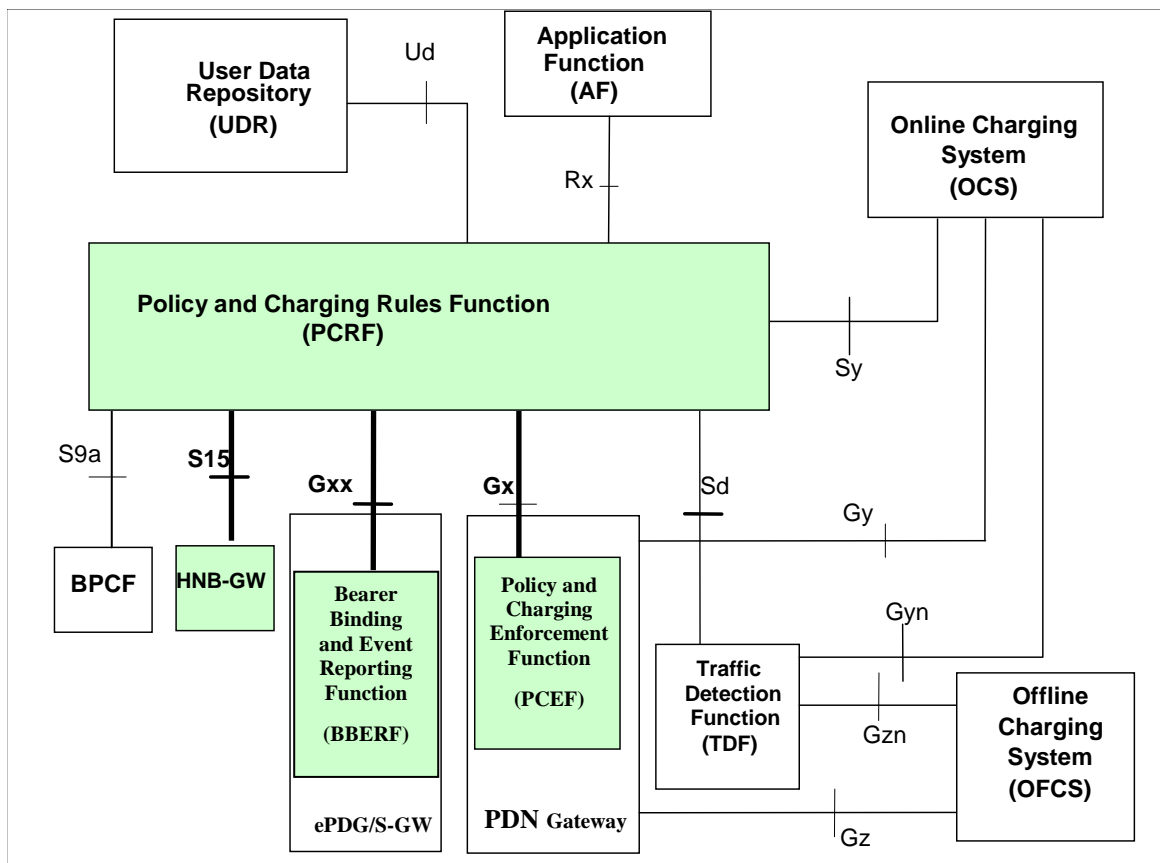 User Data
Repository
(UDR)
Ud
Application
Function
(AF)
Rx
Online Charging
System
(OCS)
Policy and Charging Rules Function
(PCRF)
Sy
S9a
S15
Gxx
Gx
Sd
Gy
BPCF
HNB-GW
Bearer
Binding
and Event
Reporting
Function
(BBERF)
ePDG/S-GW
Policy and
Charging
Enforcement
Function
(PCEF)
PDN Gateway
Traffic
Detection
Function
(TDF)
Gyn
Gzn
Gz
Offline
Charging
System
(OFCS)